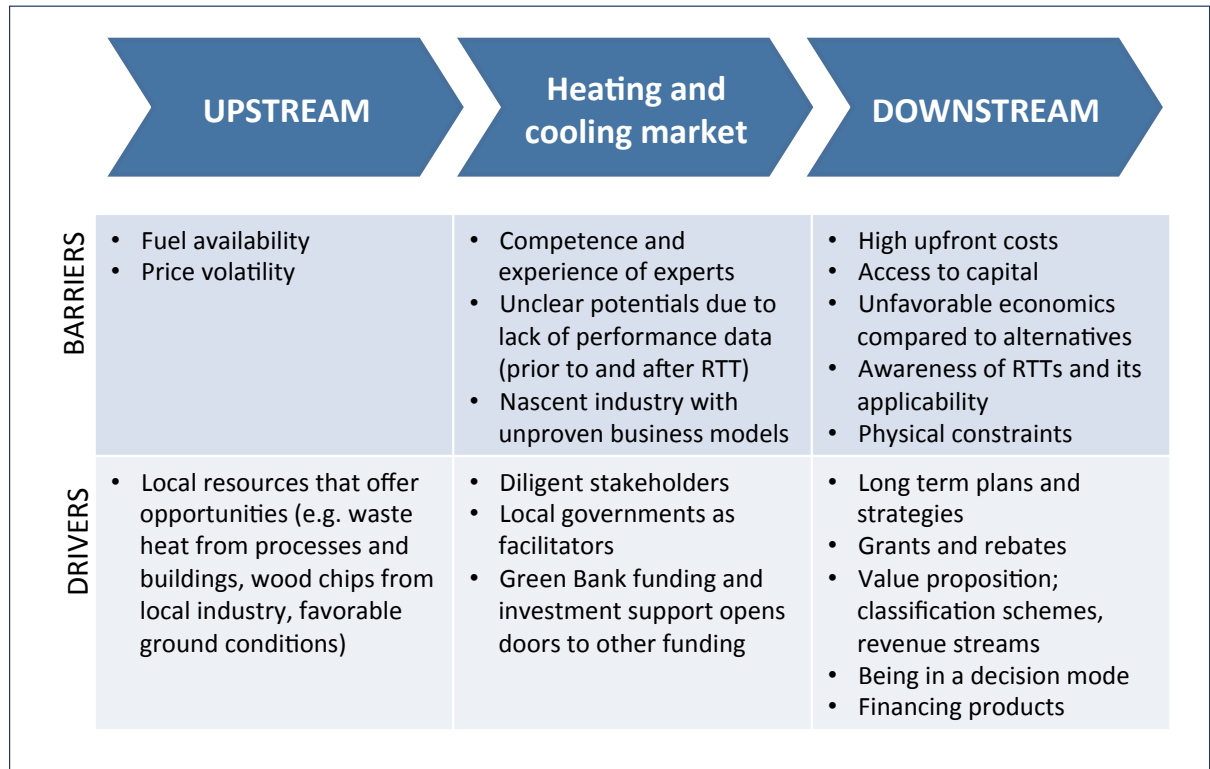 UPSTREAM
Heating and
cooling market
DOWNSTREAM
BARRIERS
• Fuel availability
• Price volatility
• Competence and
experience of experts
• Unclear potentials due to
lack of performance data
(prior to and after RTT)
• Nascent industry with
unproven business models
• High upfront costs
• Access to capital
• Unfavorable economics
compared to alternatives
• Awareness of RTTs and its
applicability
• Physical constraints
DRIVERS
• Local resources that offer
opportunities (e.g. waste
heat from processes and
buildings, wood chips from
local industry, favorable
ground conditions)
• Diligent stakeholders
• Local governments as
facilitators
• Green Bank funding and
investment support opens
doors to other funding
• Long term plans and
strategies
• Grants and rebates
• Value proposition;
classification schemes,
revenue streams
• Being in a decision mode
• Financing products